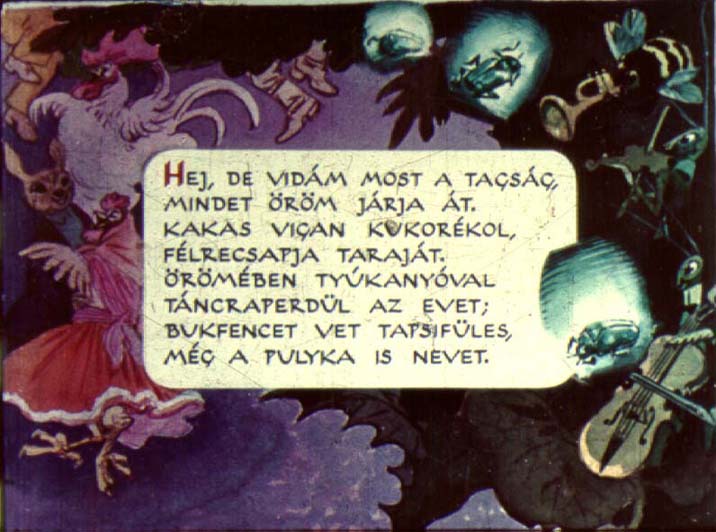 HEJ, DE VIDÁM MOST A TAGSÁG,
MINDET ÖRÖM JÁRJA ÁT.
KAKAS VIGAN KUKORÉKOL,
FÉLRECSAPJA TARAJÁT.
ÖRÖMÉBEN TYÚKANYÓVAL
TÁNCRAPERDÜL AZ EVET;
BUKFENCET VET TAPSIFÜLES,
MÉG A PULYKA IS NEVET.